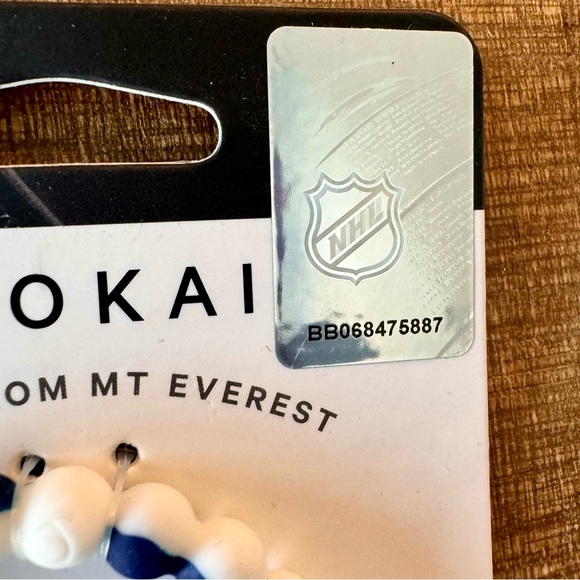 NHL
BB068475887
OKAI
OM MT EVEREST